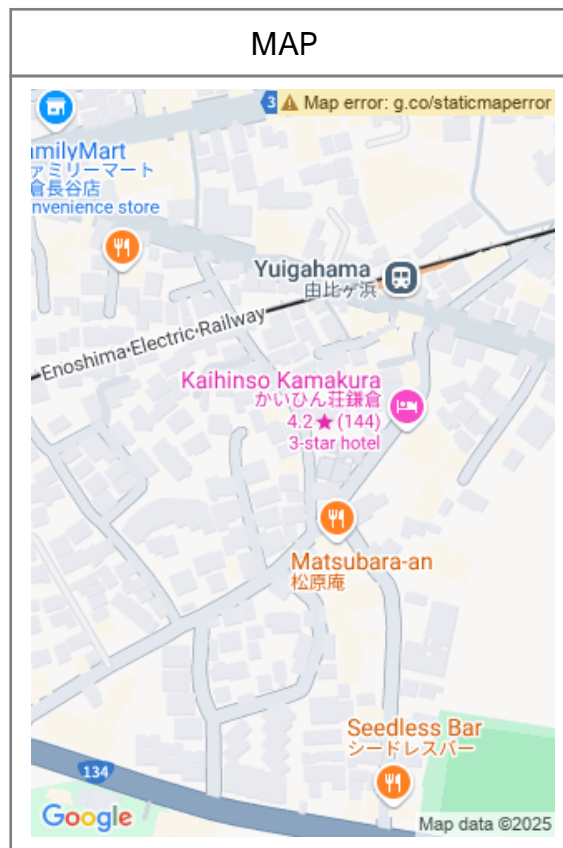 MAP
3
Map error: g.co/staticmaperror
amilyMart
ァミリーマート
倉長谷店
nvenience store
Yuigahama
由比ヶ浜
Enoshima Electric Railway
Kaihinso Kamakura
かいひん荘鎌倉
4.2★(144)
3-star hotel
Matsubara-an
松原庵
Seedless Bar
シードレスバー
134
Google
Map data ©2025